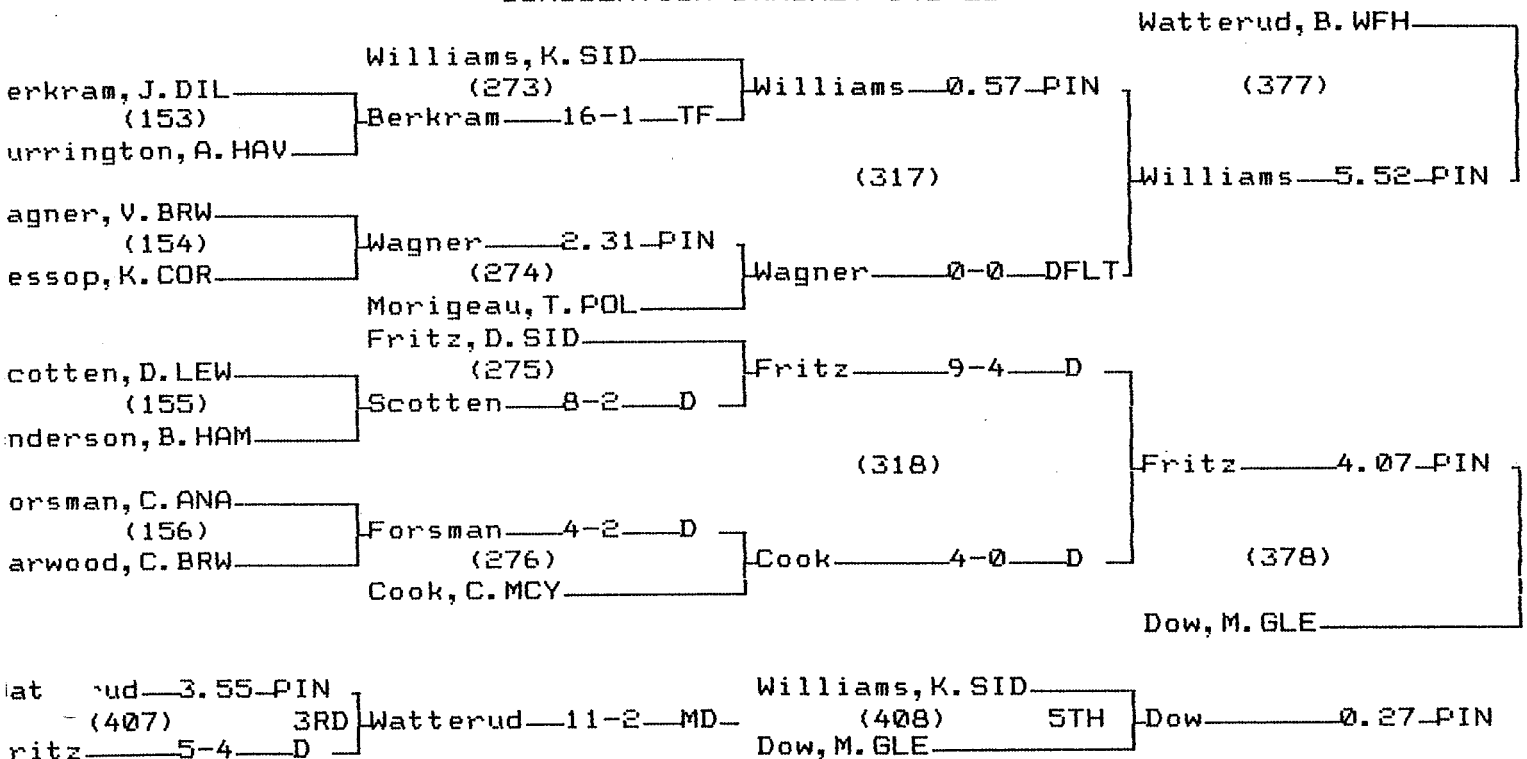 Watterud, B. WFH
Williams, K. SID
erkram, J. DIL (273) Williams 0.57 PIN (377)
(153) Berkram 16-1 TF
urrington, A. HAV
(317) Williams 5.52 PIN
agner, V. BRW
(154) Wagner 2.31 PIN
essop, K. COR (274) Wagner 0-0 DFLT
Morigeau, T. POL
Fritz, D. SID
cotten, D. LEW (275) Fritz 9-4 D
(155) Scotten 8-2 D
nderson, B. HAM
(318) Fritz 4.07 PIN
orsman, C. ANA
(156) Forsman 4-2 D
arwood, C. BRW (276) Cook 4-0 D (378)
Cook, C. MCY
Dow, M. GLE
at ud 3.55 PIN Williams, K. SID
(407) 3RD Watterud 11-2 MD (408) 5TH Dow 0.27 PIN
ritz 5-4 D Dow, M. GLE